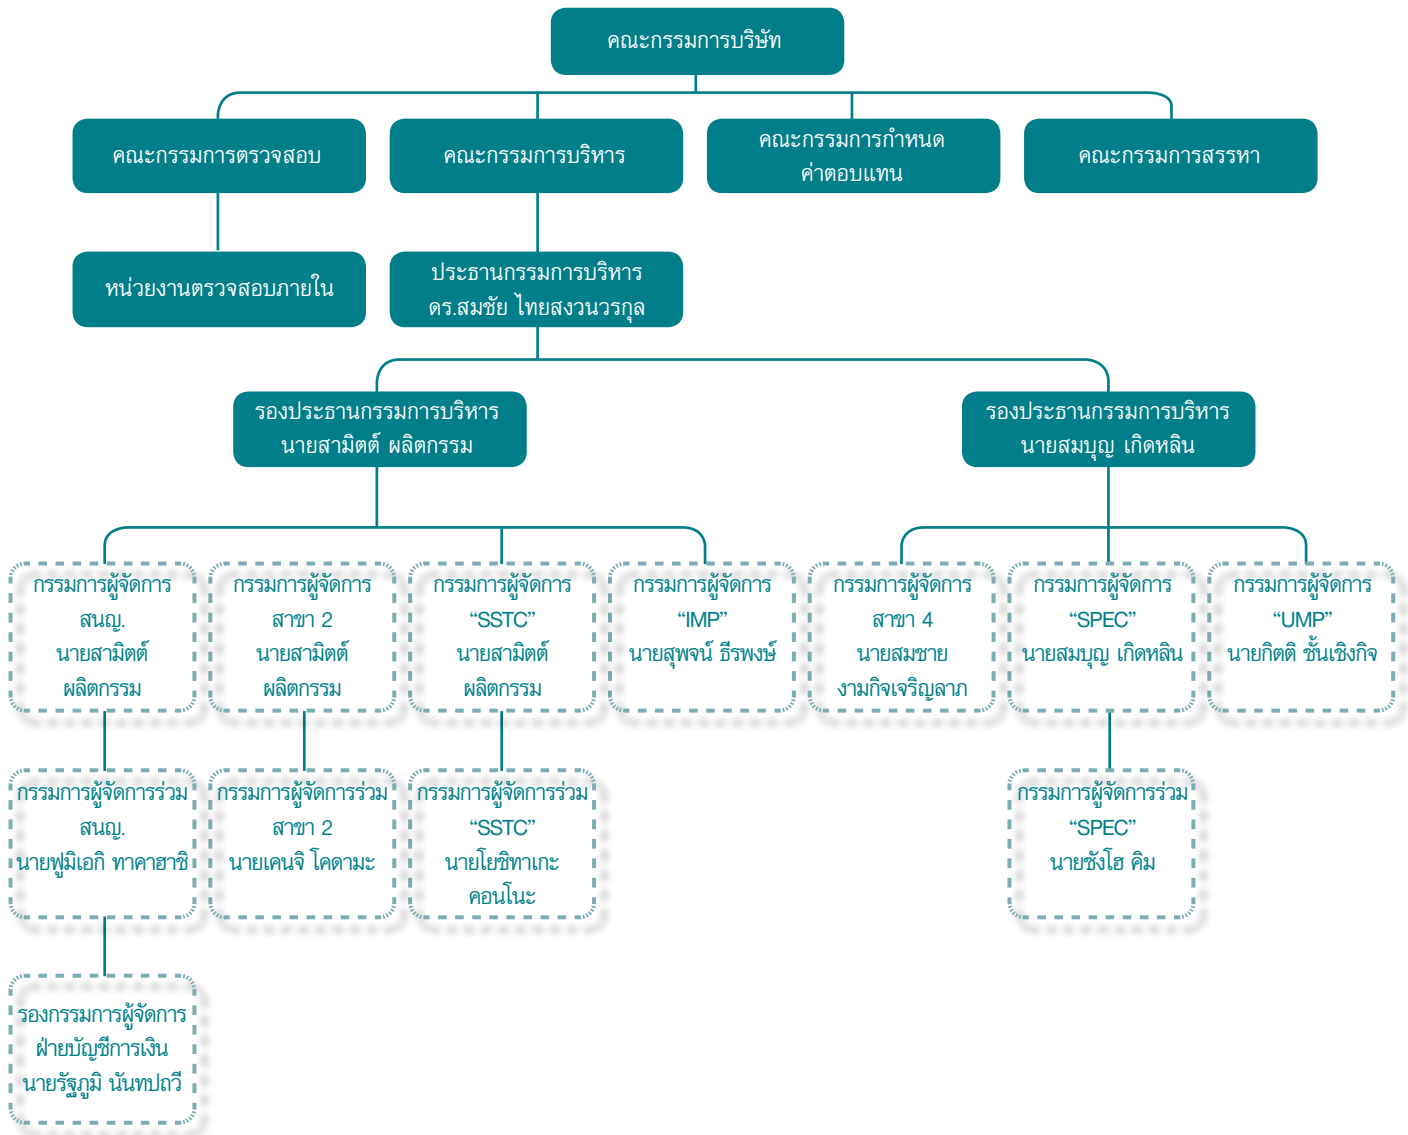 คณะกรรมการบริษัท
คณะกรรมการตรวจสอบ
คณะกรรมการบริหาร
คณะกรรมการกำหนด
ค่าตอบแทน
คณะกรรมการสรรหา
หน่วยงานตรวจสอบภายใน
ประธานกรรมการบริหาร
ดร.สมชัย ไทยสงวนวรกุล
รองประธานกรรมการบริหาร
นายสามิตต์ ผลิตกรรม
รองประธานกรรมการบริหาร
นายสมบุญ เกิดหลิน
กรรมการผู้จัดการ
สนญ.
นายสามิตต์
ผลิตกรรม
กรรมการผู้จัดการ
สาขา 2
นายสามิตต์
ผลิตกรรม
กรรมการผู้จัดการ
“SSTC”
นายสามิตต์
ผลิตกรรม
กรรมการผู้จัดการ
“IMP”
นายสุพจน์ ธีรพงษ์
กรรมการผู้จัดการ
สาขา 4
นายสมชาย
งามกิจเจริญลาภ
กรรมการผู้จัดการ
“SPEC”
นายสมบุญ เกิดหลิน
กรรมการผู้จัดการ
“UMP”
นายกิตติ ชั้นเชิงกิจ
กรรมการผู้จัดการร่วม
สนญ.
นายฟูมิเอกิ ทาคาฮาชิ
กรรมการผู้จัดการร่วม
สาขา 2
นายเคนจิ โคดามะ
กรรมการผู้จัดการร่วม
“SSTC”
นายโยชิทาเกะ
คอนโนะ
กรรมการผู้จัดการร่วม
“SPEC”
นายซังโฮ คิม
รองกรรมการผู้จัดการ
ฝ่ายบัญชีการเงิน
นายรัฐภูมิ นันทปถวี